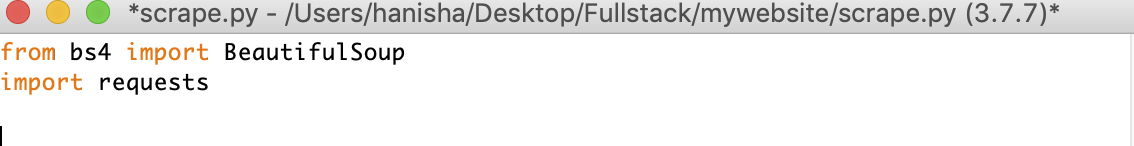 *scrape.py - /Users/hanisha/Desktop/Fullstack/mywebsite/scrape.py (3.7.7)*
from bs4 import BeautifulSoup
import requests